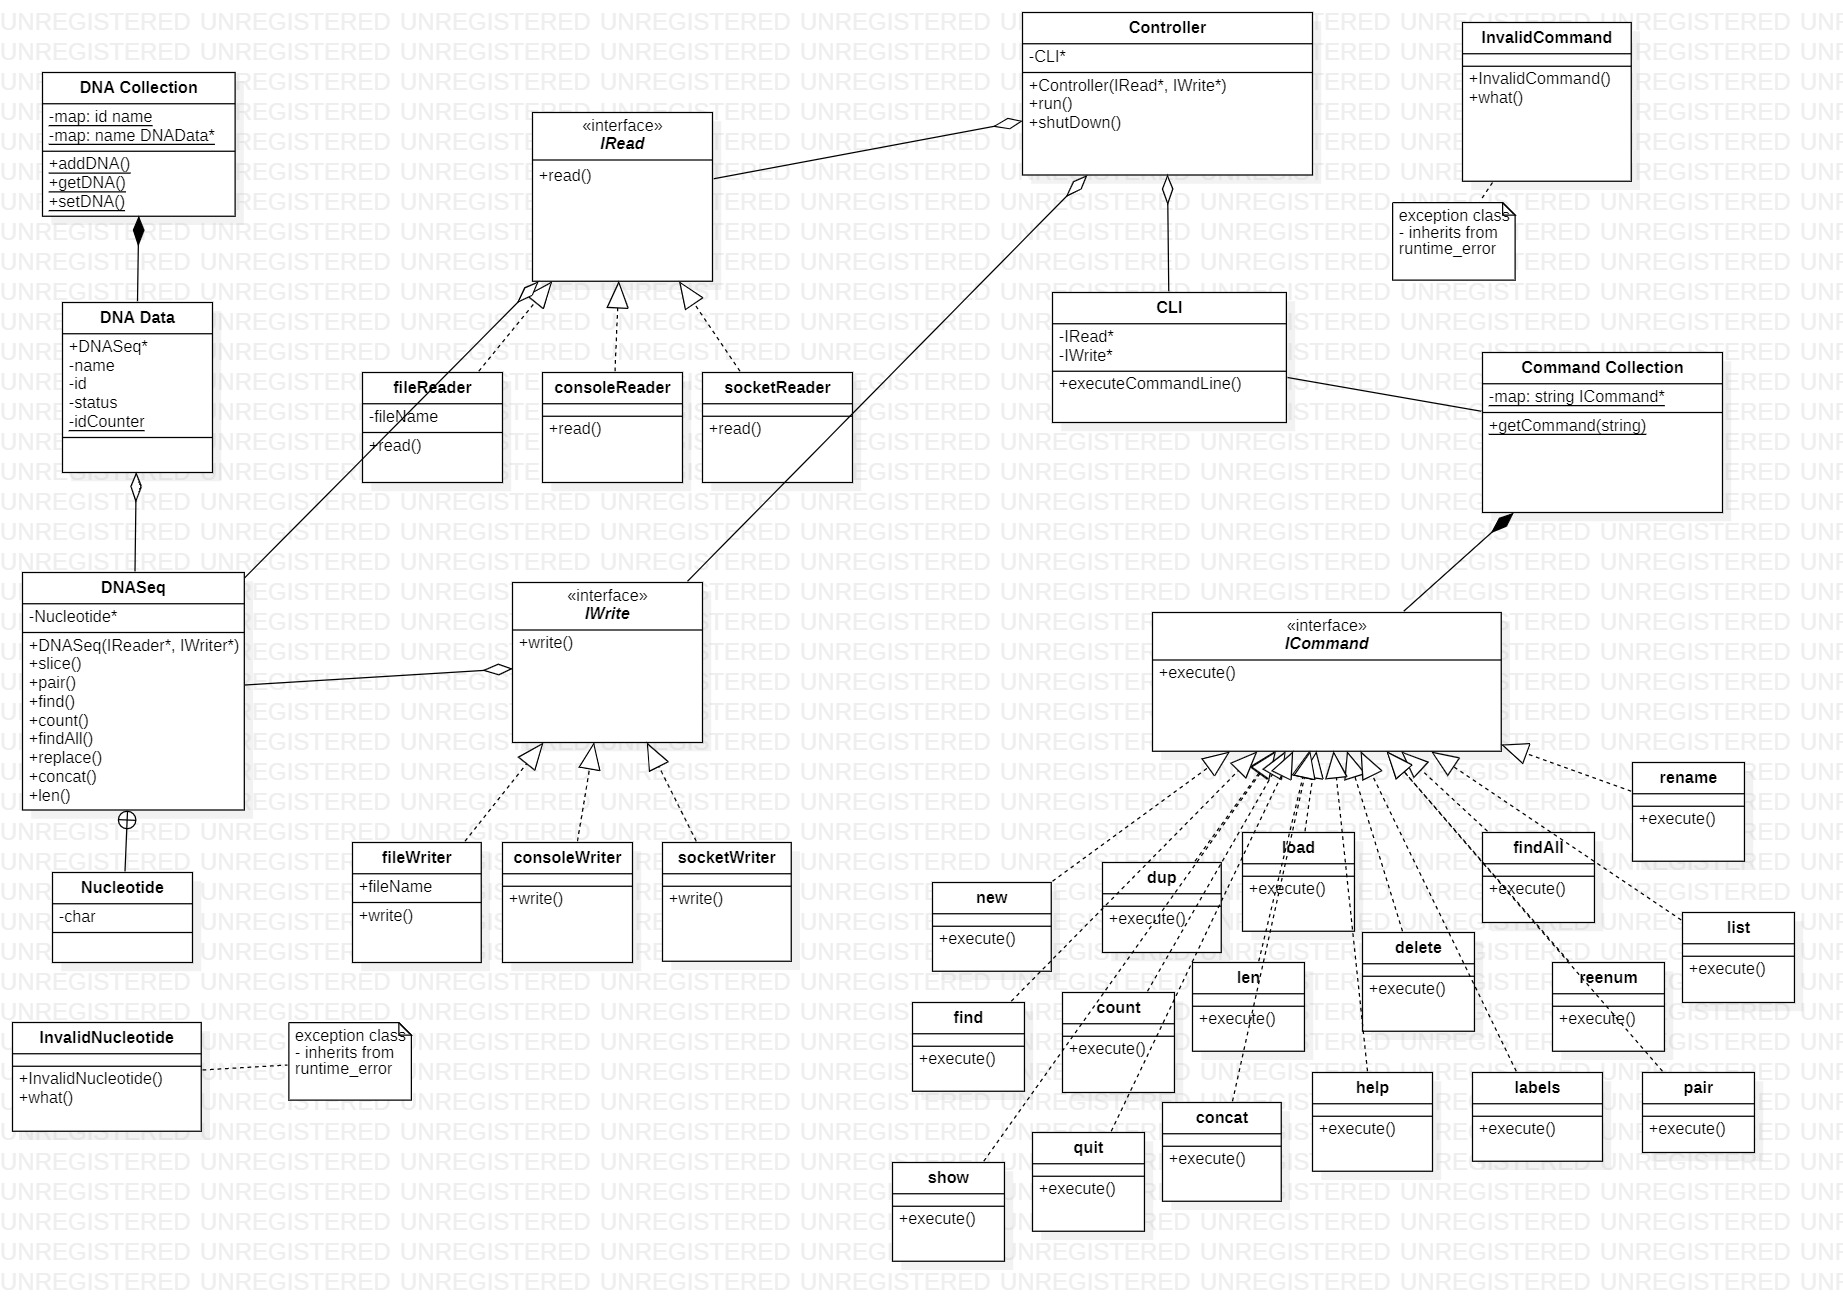 DNA Collection
-map: id name
-map: name DNAData*
+addDNA()
+getDNA()
+setDNA()
DNA Data
+DNASeq*
-name
-id
-status
-idCounter
DNASeq
-Nucleotide*
+DNASeq(IReader*, IWriter*)
+slice()
+pair()
+find()
+count()
+findAll()
+replace()
+concat()
+len()
Nucleotide
-char
InvalidNucleotide
+InvalidNucleotide()
+what()
exception class
- inherits from
runtime_error
«interface»
IRead
+read()
fileReader
-fileName
+read()
consoleReader
+read()
socketReader
+read()
«interface»
IWrite
+write()
fileWriter
+fileName
+write()
consoleWriter
+write()
socketWriter
+write()
Controller
-CLI*
+Controller(IRead*, IWrite*)
+run()
+shutDown()
InvalidCommand
+InvalidCommand()
+what()
exception class
- inherits from
runtime_error
CLI
-IRead*
-IWrite*
+executeCommandLine()
Command Collection
-map: string ICommand*
+getCommand(string)
«interface»
ICommand
+execute()
rename
+execute()
load
+execute()
findAll
+execute()
dup
+execute()
new
+execute()
list
+execute()
delete
+execute()
len
+execute()
reenum
+execute()
count
+execute()
find
+execute()
help
+execute()
labels
+execute()
pair
+execute()
concat
+execute()
quit
+execute()
show
+execute()
UNREGISTERED